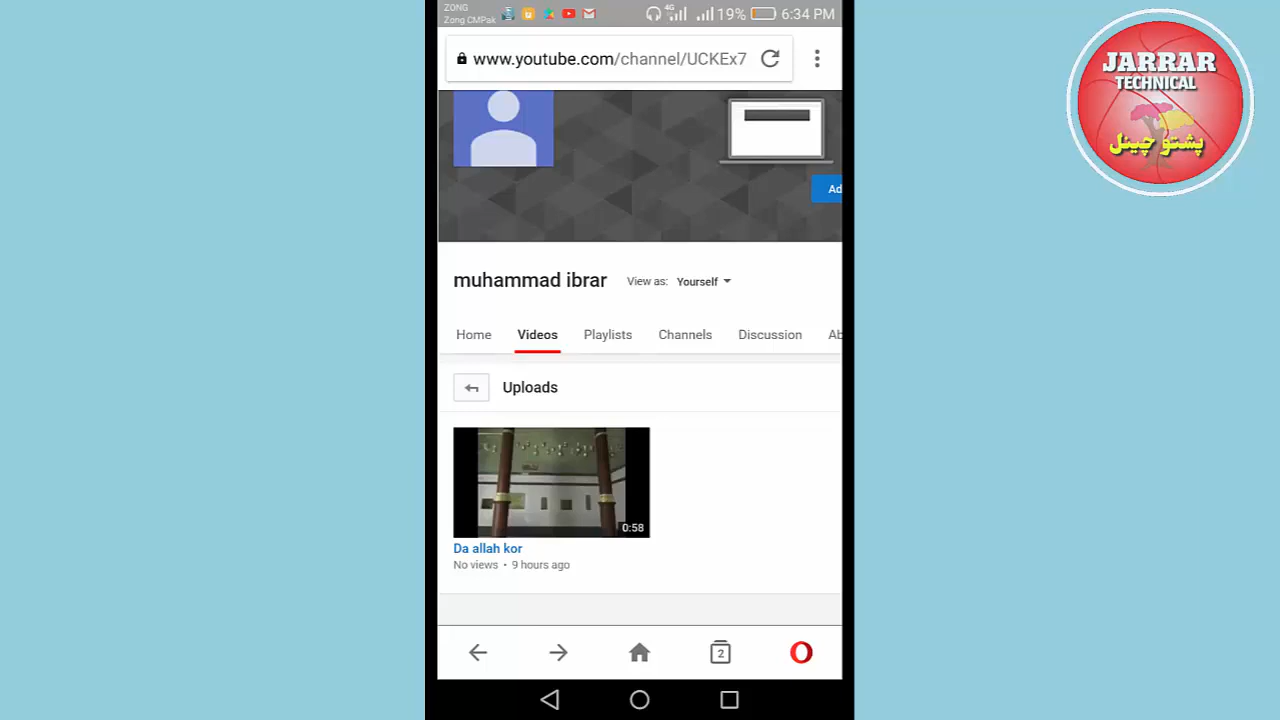 ZONG
Zong CMPak
4G
19%
6:34 PM
www.youtube.com/channel/UCKEx7
Ad
muhammad ibrar
View as: Yourself
Home Videos Playlists Channels Discussion Ab
Uploads
0:58
Da allah kor
No views • 9 hours ago
2
JARRAR
TECHNICAL
پشتو چینل